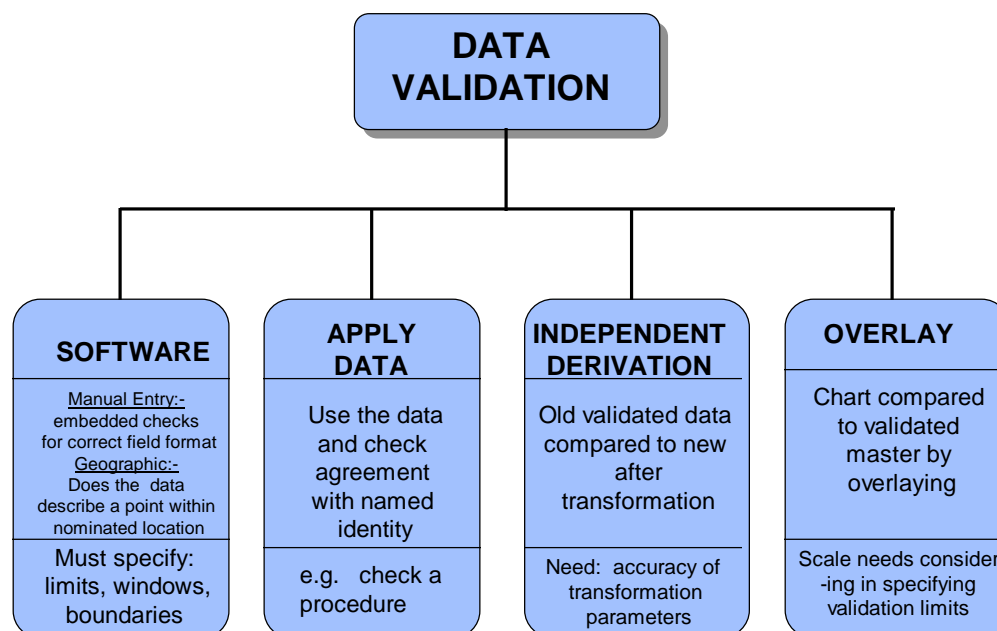 DATA
VALIDATION
SOFTWARE
Manual Entry:-
embedded checks
for correct field format
Geographic:-
Does the data
describe a point within
nominated location
Must specify:
limits, windows,
boundaries
APPLY
DATA
Use the data
and check
agreement
with named
identity
e.g. check a
procedure
INDEPENDENT
DERIVATION
Old validated data
compared to new
after
transformation
Need: accuracy of
transformation
parameters
OVERLAY
Chart compared
to validated
master by
overlaying
Scale needs consider
-ing in specifying
validation limits